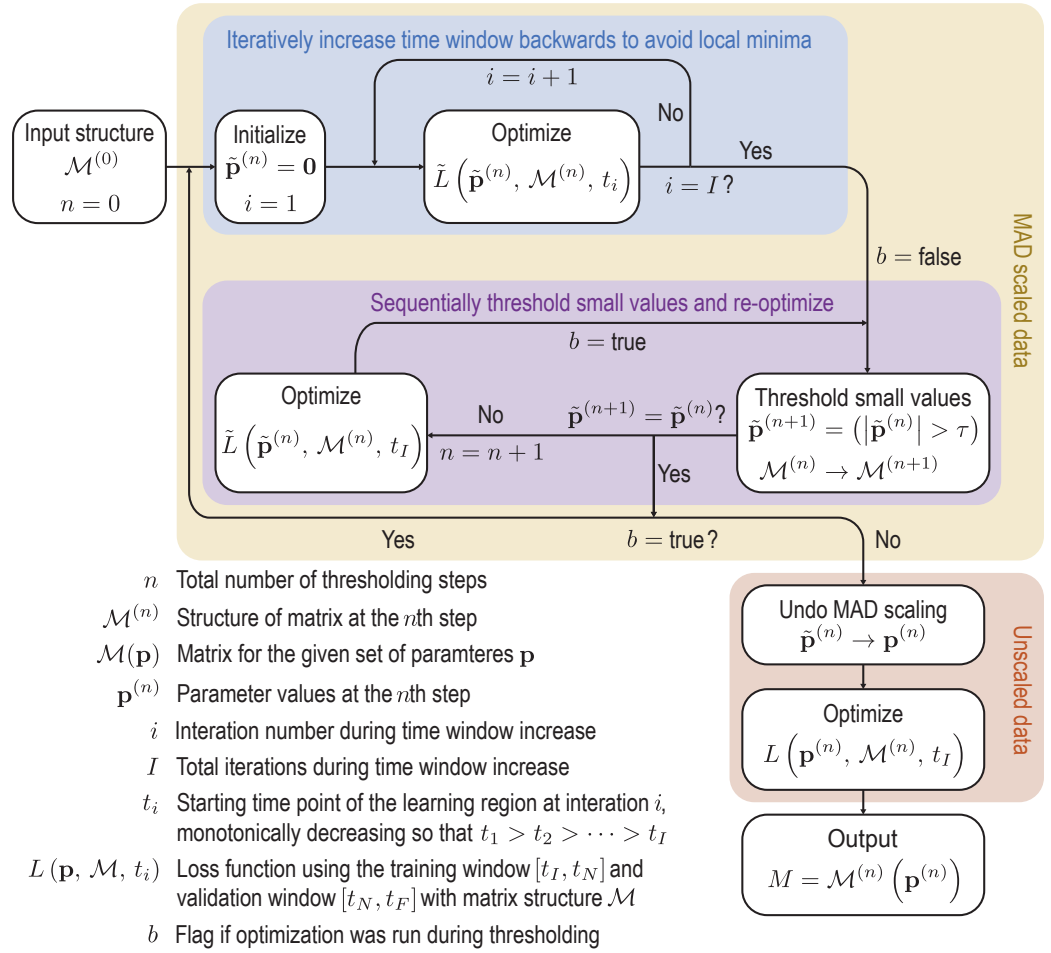 Iteratively increase time window backwards to avoid local minima
i = i + 1
No
Yes
Input structure
𝓜^(0)
n = 0
Initialize
p̃^(n) = 0
i = 1
Optimize
L̃ (p̃^(n), 𝓜^(n), t_i)
i = I ?
MAD scaled data
b = false
Sequentially threshold small values and re-optimize
b = true
Optimize
L̃ (p̃^(n), 𝓜^(n), t_I)
No
n = n + 1
p̃^(n+1) = p̃^(n) ?
Yes
Threshold small values
p̃^(n+1) = (|p̃^(n)| > τ)
𝓜^(n) → 𝓜^(n+1)
Yes
b = true ?
No
n Total number of thresholding steps
𝓜^(n) Structure of matrix at the nth step
𝓜(p) Matrix for the given set of paramteres p
p^(n) Parameter values at the nth step
i Interation number during time window increase
I Total iterations during time window increase
t_i Starting time point of the learning region at interation i,
monotonically decreasing so that t_1 > t_2 > ⋯ > t_I
L (p, 𝓜, t_i) Loss function using the training window [t_I, t_N] and
validation window [t_N, t_F] with matrix structure 𝓜
b Flag if optimization was run during thresholding
Undo MAD scaling
p̃^(n) → p^(n)
Unscaled data
Optimize
L (p^(n), 𝓜^(n), t_I)
Output
M = 𝓜^(n) (p^(n))